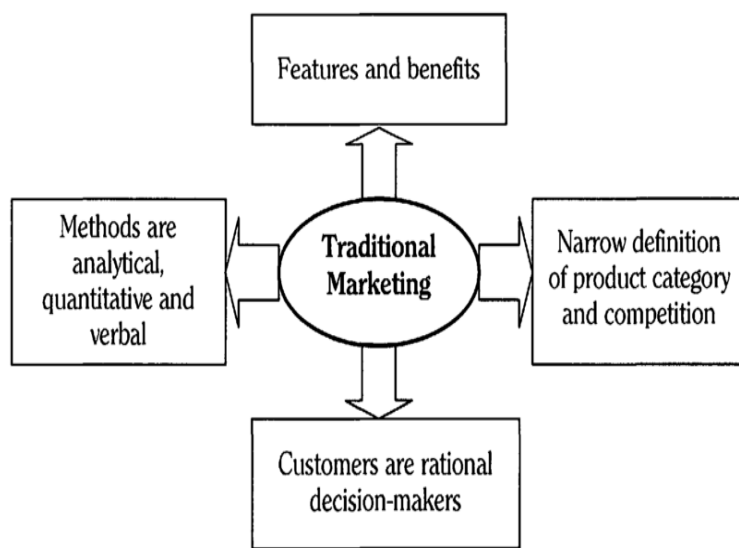 Features and benefits
Methods are
analytical,
quantitative and
verbal
Traditional
Marketing
Narrow definition
of product category
and competition
Customers are rational
decision-makers